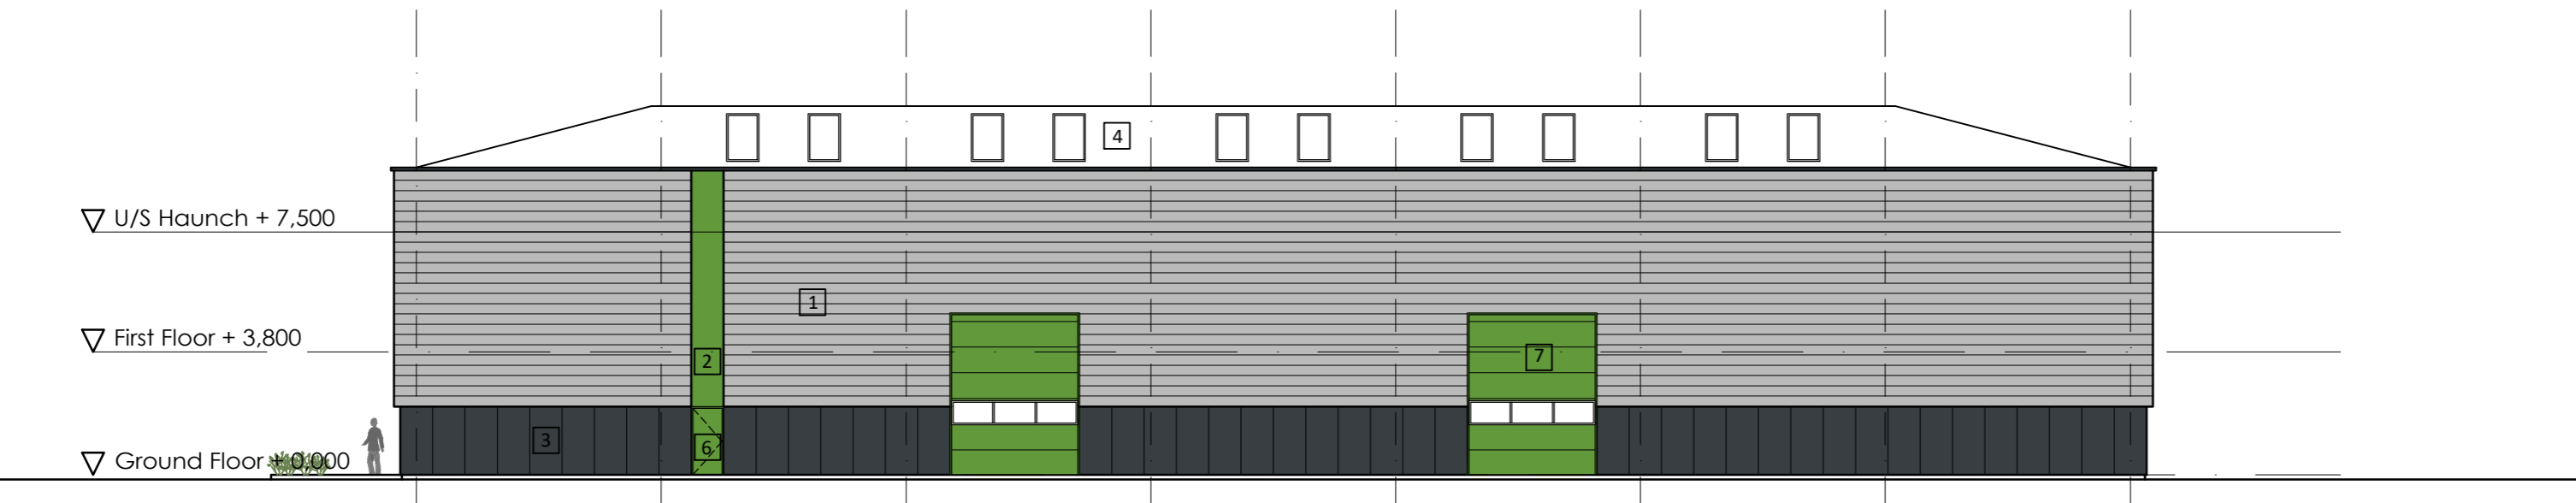 4
U/S Haunch + 7,500
1
First Floor + 3,800
2
7
3
6
Ground Floor + 0.000